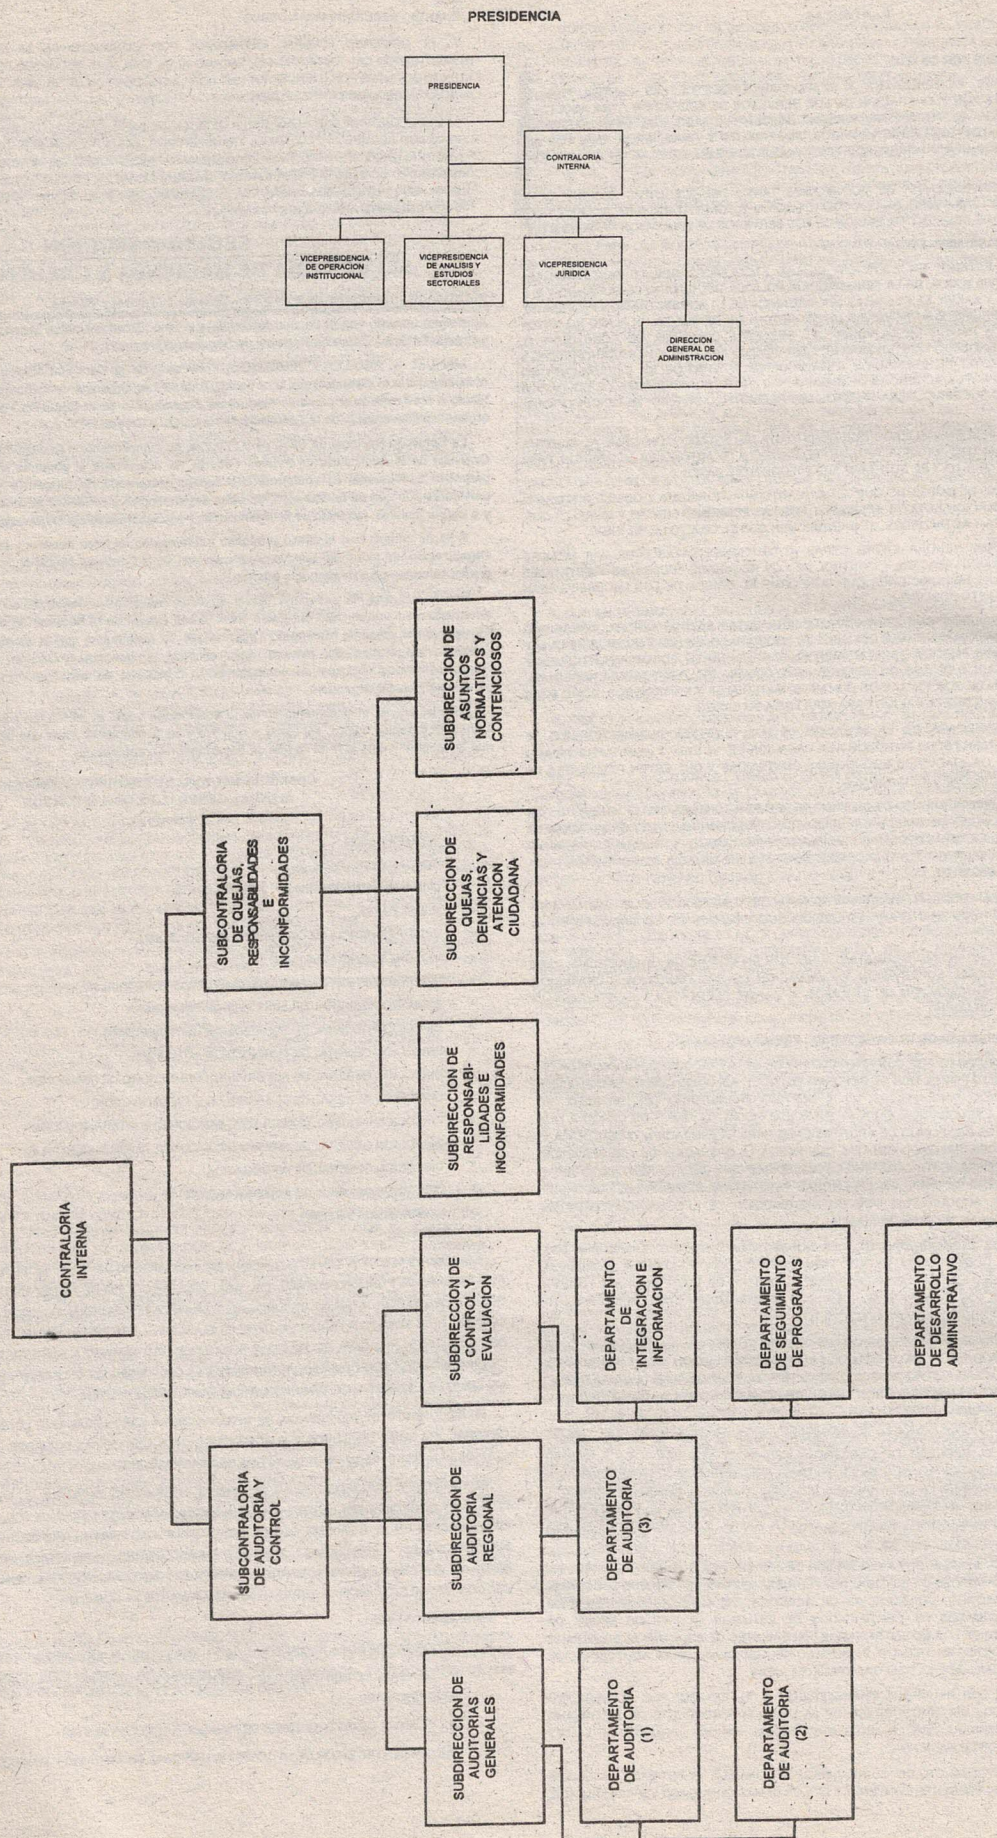 PRESIDENCIA
PRESIDENCIA
CONTRALORIA
INTERNA
VICEPRESIDENCIA
DE OPERACION
INSTITUCIONAL
VICEPRESIDENCIA
DE ANALISIS Y
ESTUDIOS
SECTORIALES
VICEPRESIDENCIA
JURIDICA
DIRECCION
GENERAL DE
ADMINISTRACION
CONTRALORIA
INTERNA
SUBCONTRALORIA
DE AUDITORIA Y
CONTROL
SUBCONTRALORIA
DE QUEJAS,
RESPONSABILIDADES
E
INCONFORMIDADES
SUBDIRECCION DE
AUDITORIAS
GENERALES
SUBDIRECCION DE
AUDITORIA
REGIONAL
SUBDIRECCION DE
CONTROL Y
EVALUACION
SUBDIRECCION DE
RESPONSABI-
LIDADES E
INCONFORMIDADES
SUBDIRECCION DE
QUEJAS,
DENUNCIAS Y
ATENCION
CIUDADANA
SUBDIRECCION DE
ASUNTOS
NORMATIVOS Y
CONTENCIOSOS
DEPARTAMENTO
DE AUDITORIA
(1)
DEPARTAMENTO
DE AUDITORIA
(3)
DEPARTAMENTO
DE
INTEGRACION E
INFORMACION
DEPARTAMENTO
DE AUDITORIA
(2)
DEPARTAMENTO
DE SEGUIMIENTO
DE PROGRAMAS
DEPARTAMENTO
DE DESARROLLO
ADMINISTRATIVO